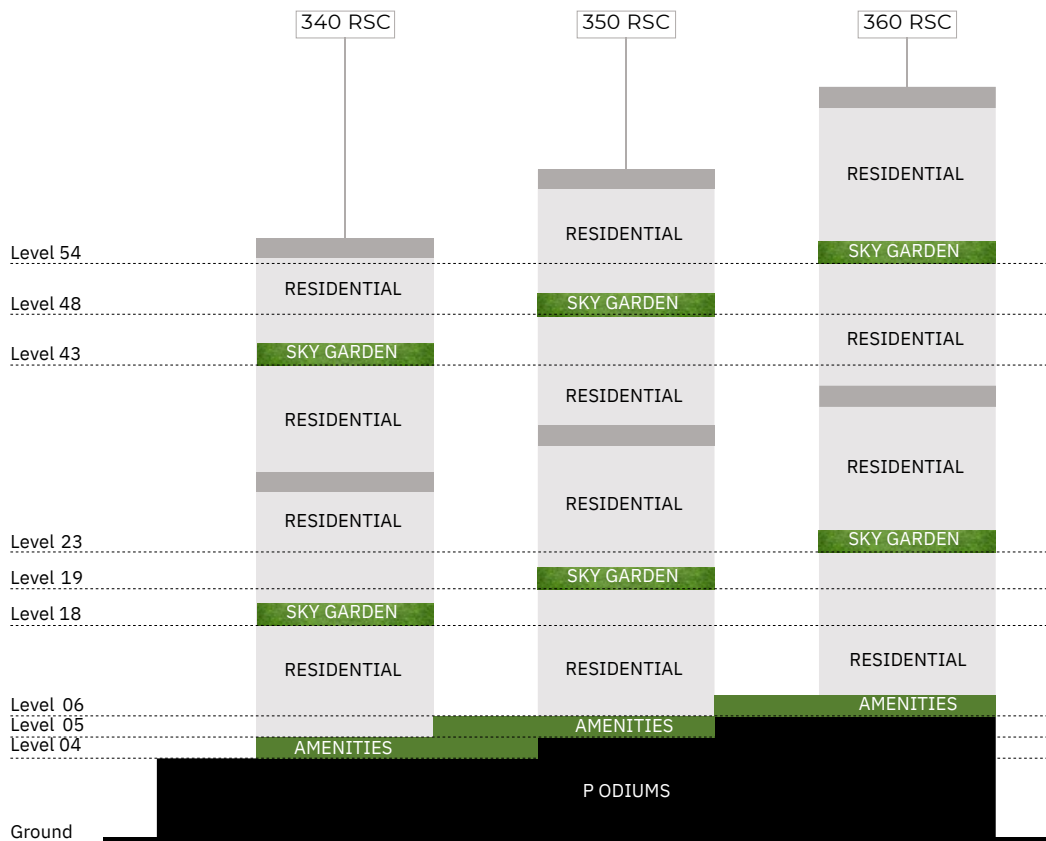 340 RSC
350 RSC
360 RSC
RESIDENTIAL
RESIDENTIAL
Level 54
SKY GARDEN
RESIDENTIAL
Level 48
SKY GARDEN
RESIDENTIAL
Level 43
SKY GARDEN
RESIDENTIAL
RESIDENTIAL
RESIDENTIAL
RESIDENTIAL
RESIDENTIAL
Level 23
SKY GARDEN
Level 19
SKY GARDEN
Level 18
SKY GARDEN
RESIDENTIAL
RESIDENTIAL
RESIDENTIAL
Level 06
AMENITIES
Level 05
AMENITIES
Level 04
AMENITIES
P ODIUMS
Ground